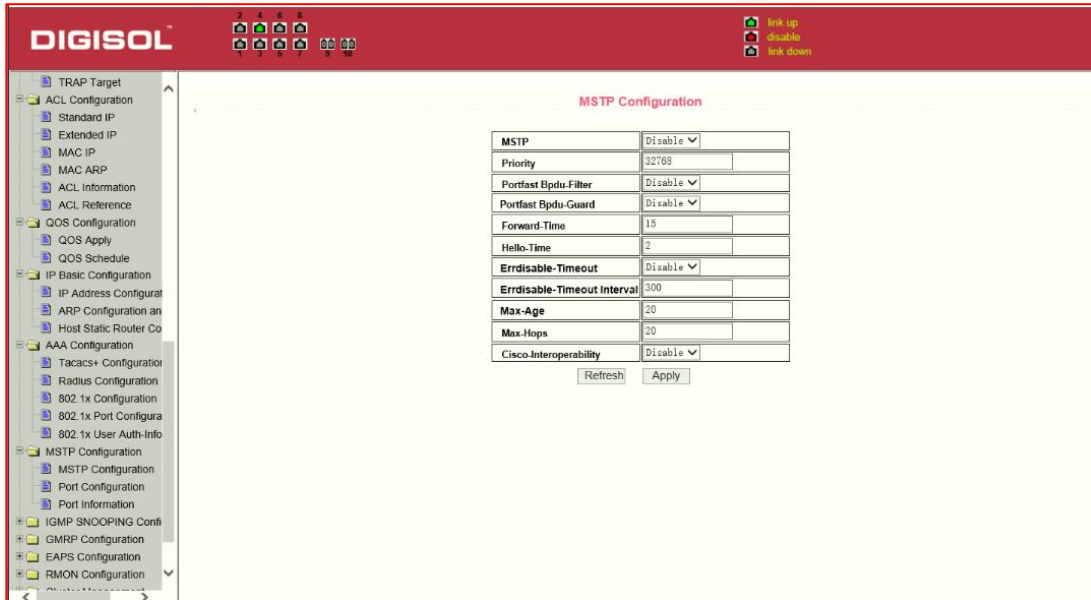 DIGISOL
2 4 6 8
1 3 5 7 9 10
link up
disable
link down
TRAP Target
ACL Configuration
Standard IP
Extended IP
MAC IP
MAC ARP
ACL Information
ACL Reference
QOS Configuration
QOS Apply
QOS Schedule
IP Basic Configuration
IP Address Configurat
ARP Configuration an
Host Static Router Co
AAA Configuration
Tacacs+ Configuration
Radius Configuration
802.1x Configuration
802.1x Port Configura
802.1x User Auth-Info
MSTP Configuration
MSTP Configuration
Port Configuration
Port Information
IGMP SNOOPING Confi
GMRP Configuration
EAPS Configuration
RMON Configuration
MSTP Configuration
MSTP Disable
Priority 32768
Portfast Bpdu-Filter Disable
Portfast Bpdu-Guard Disable
Forward-Time 15
Hello-Time 2
Errdisable-Timeout Disable
Errdisable-Timeout Interval 300
Max-Age 20
Max-Hops 20
Cisco-Interoperability Disable
Refresh Apply